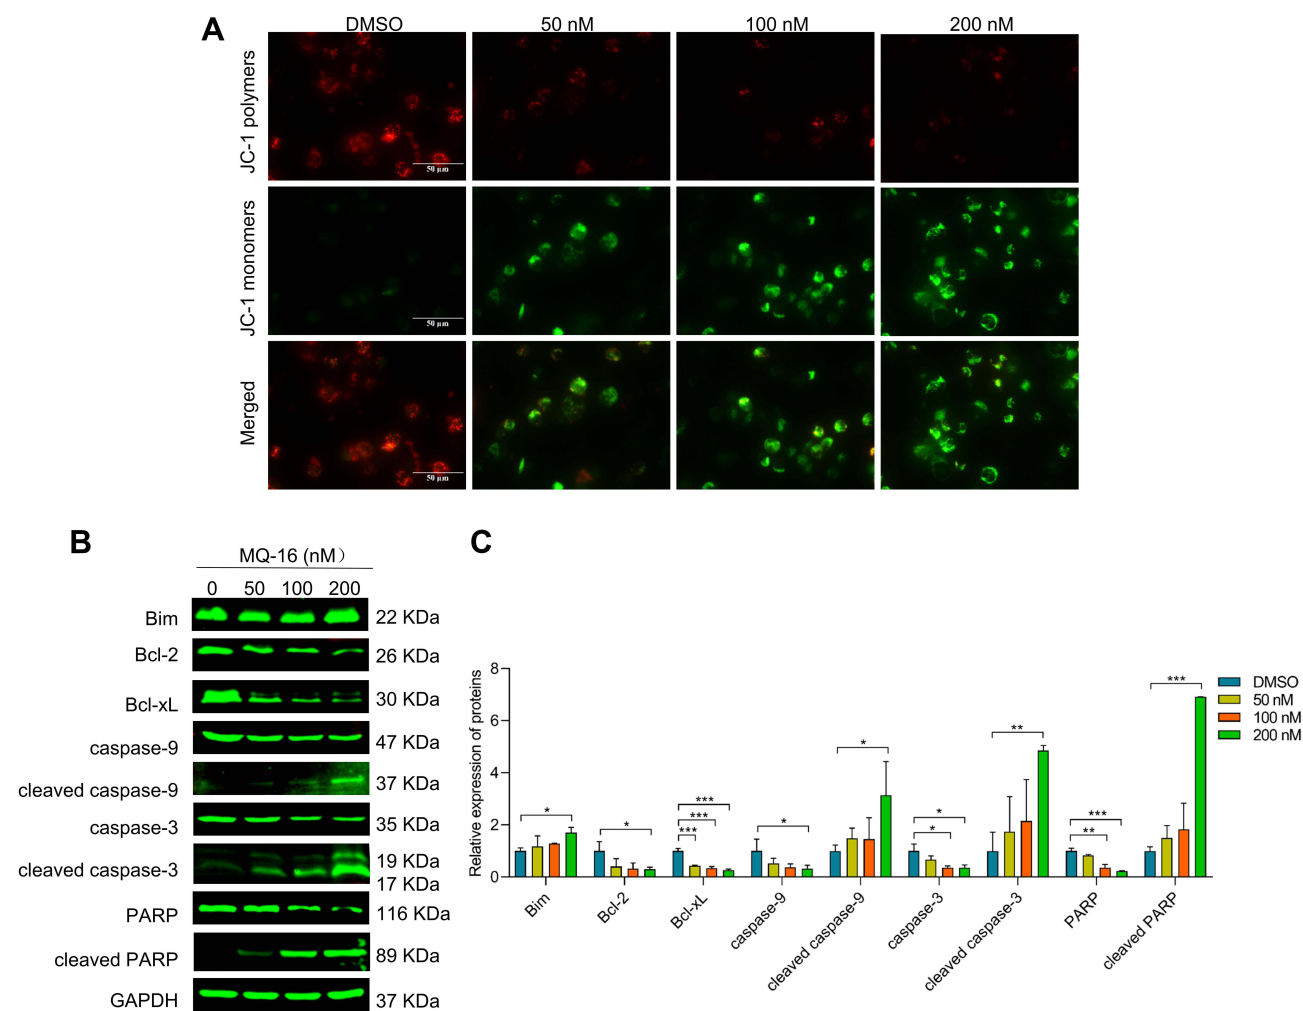 A
DMSO 50 nM 100 nM 200 nM
JC-1 polymers
50 μm
JC-1 monomers
50 μm
Merged
50 μm
B
MQ-16 (nM）
0 50 100 200
Bim 22 KDa
Bcl-2 26 KDa
Bcl-xL 30 KDa
caspase-9 47 KDa
cleaved caspase-9 37 KDa
caspase-3 35 KDa
cleaved caspase-3 19 KDa
17 KDa
PARP 116 KDa
cleaved PARP 89 KDa
GAPDH 37 KDa
C
Relative expression of proteins
8
6
4
2
0
* * *** *** *** * * * * ** ** *** ***
Bim
Bcl-2
Bcl-xL
caspase-9
cleaved caspase-9
caspase-3
cleaved caspase-3
PARP
cleaved PARP
DMSO
50 nM
100 nM
200 nM